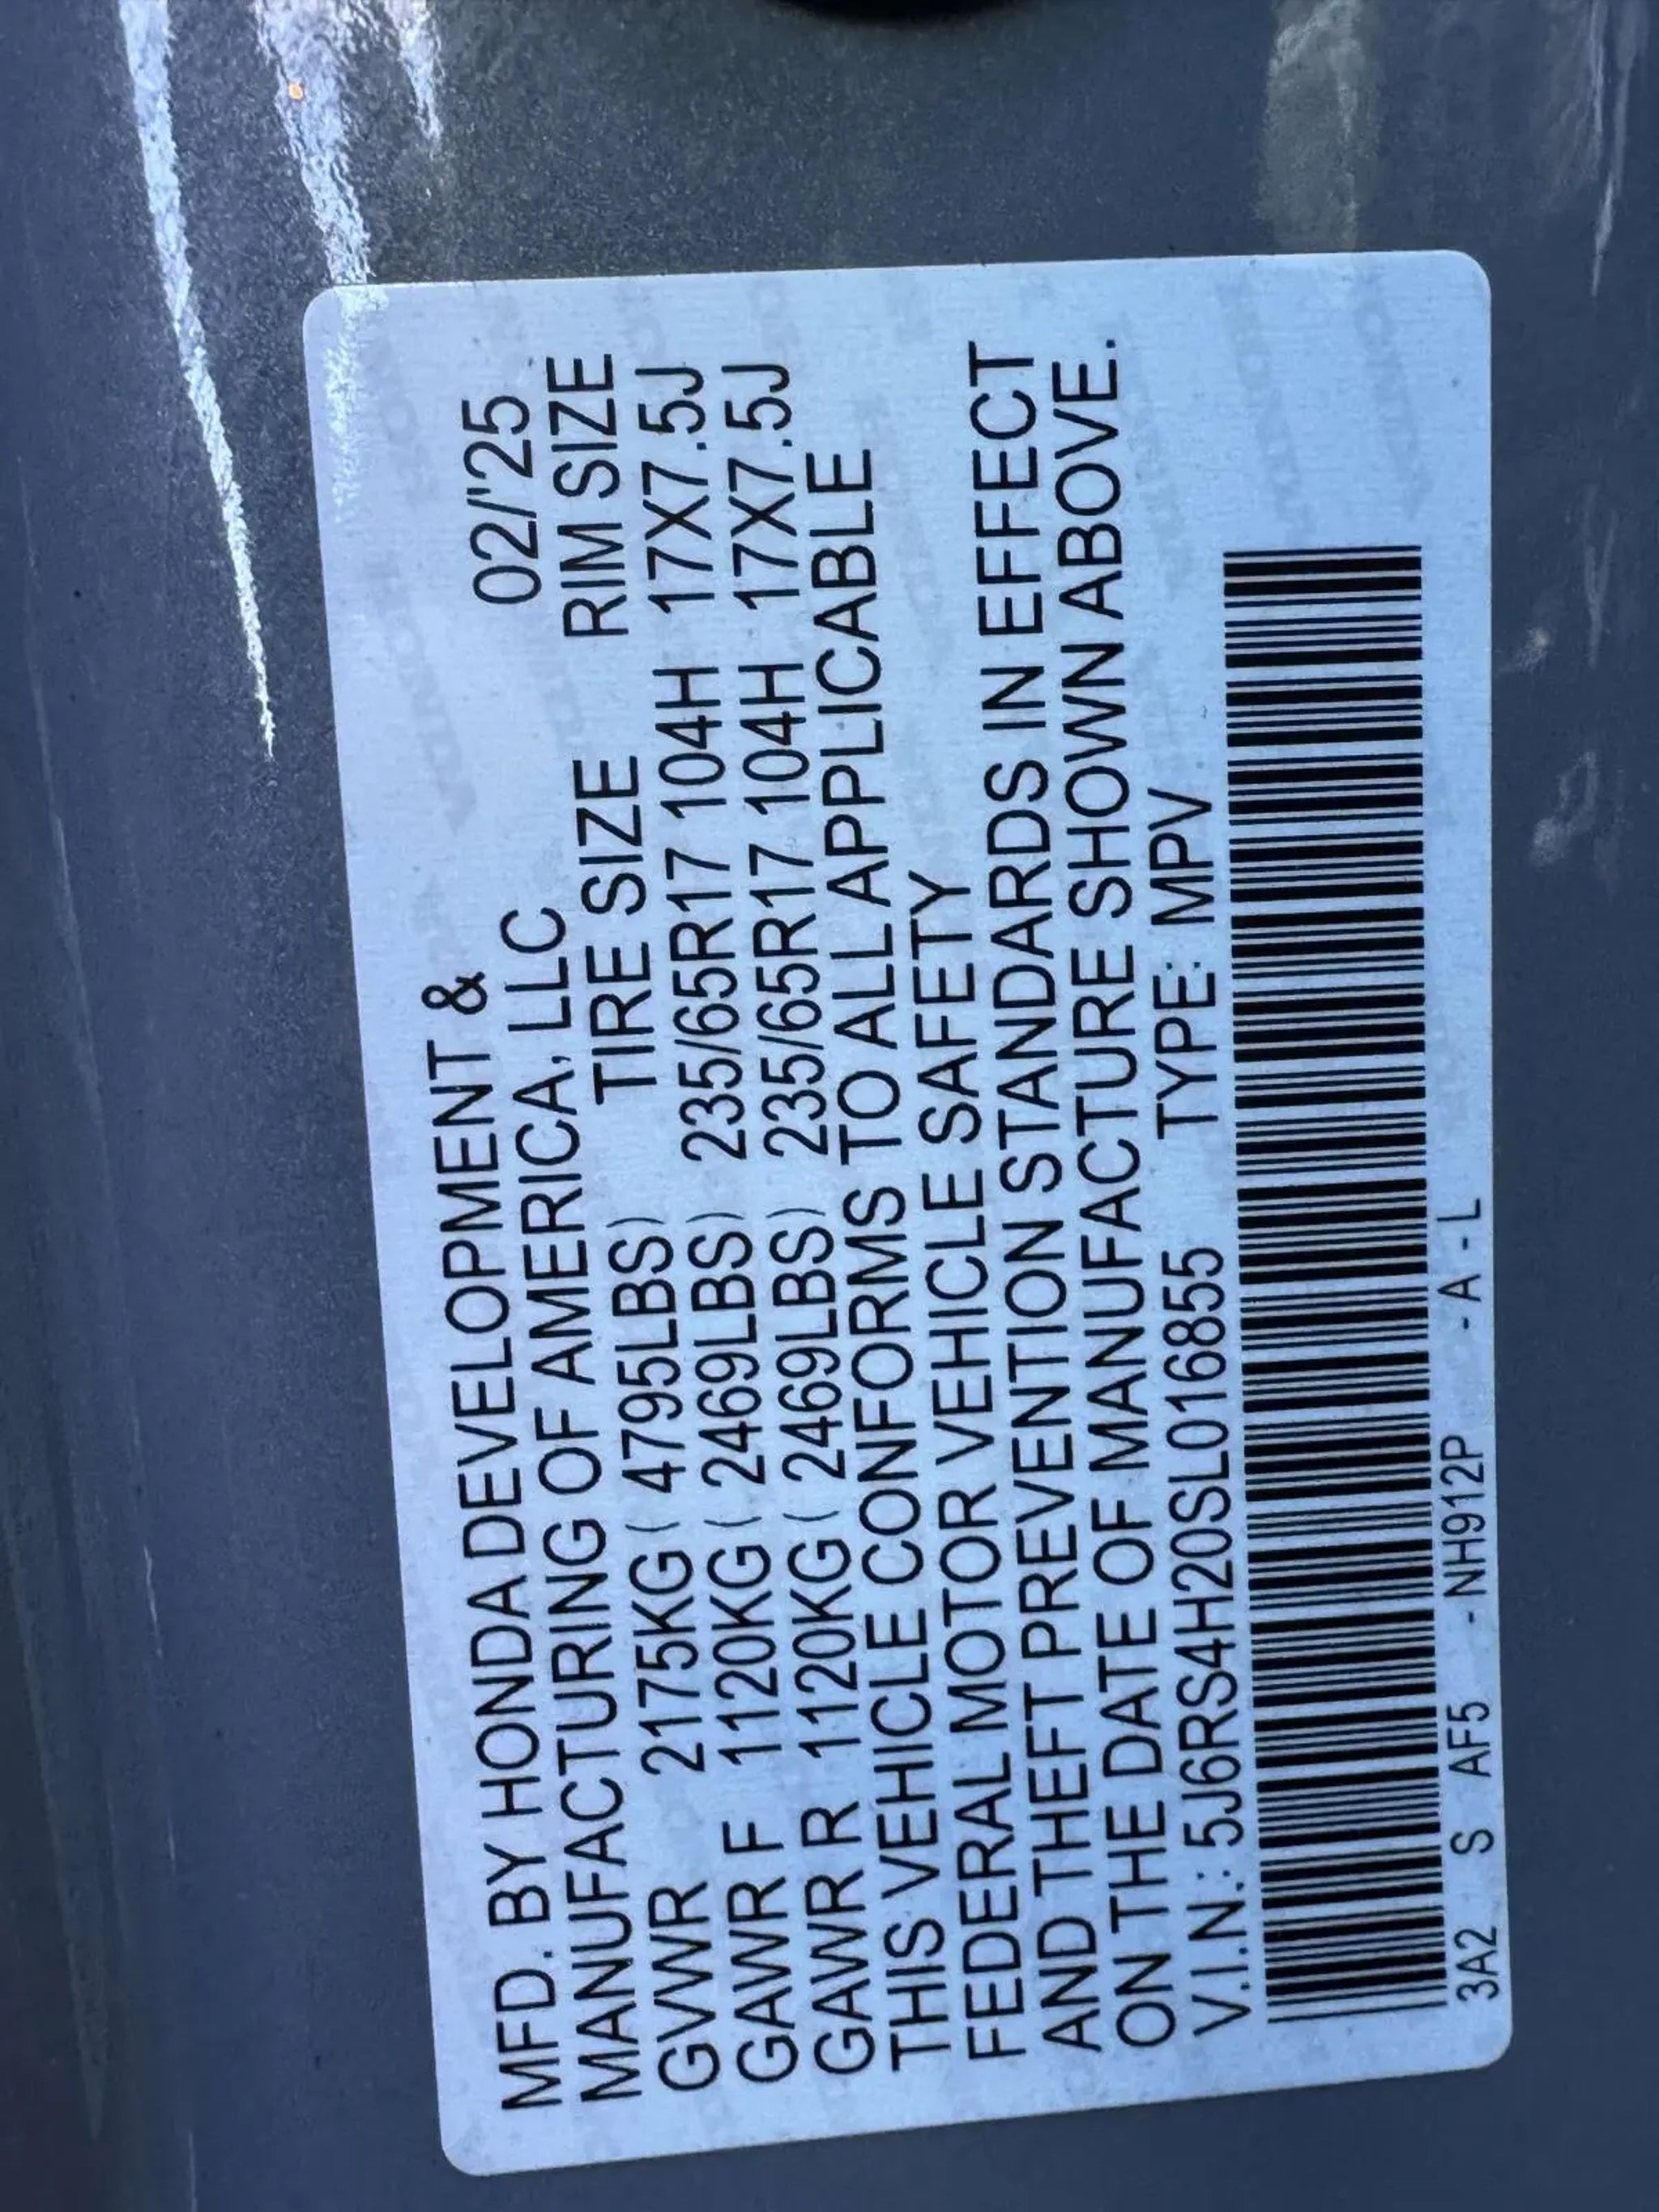 MFD. BY HONDA DEVELOPMENT &
MANUFACTURING OF AMERICA, LLC 02/'25
TIRE SIZE RIM SIZE
GVWR 2175KG ( 4795LBS)
GAWR F 1120KG ( 2469LBS) 235/65R17 104H 17X7.5J
GAWR R 1120KG ( 2469LBS) 235/65R17 104H 17X7.5J
THIS VEHICLE CONFORMS TO ALL APPLICABLE
FEDERAL MOTOR VEHICLE SAFETY
AND THEFT PREVENTION STANDARDS IN EFFECT
ON THE DATE OF MANUFACTURE SHOWN ABOVE.
V.I.N.: 5J6RS4H20SL016855 TYPE: MPV
3A2 S AF5 -NH912P -A-L